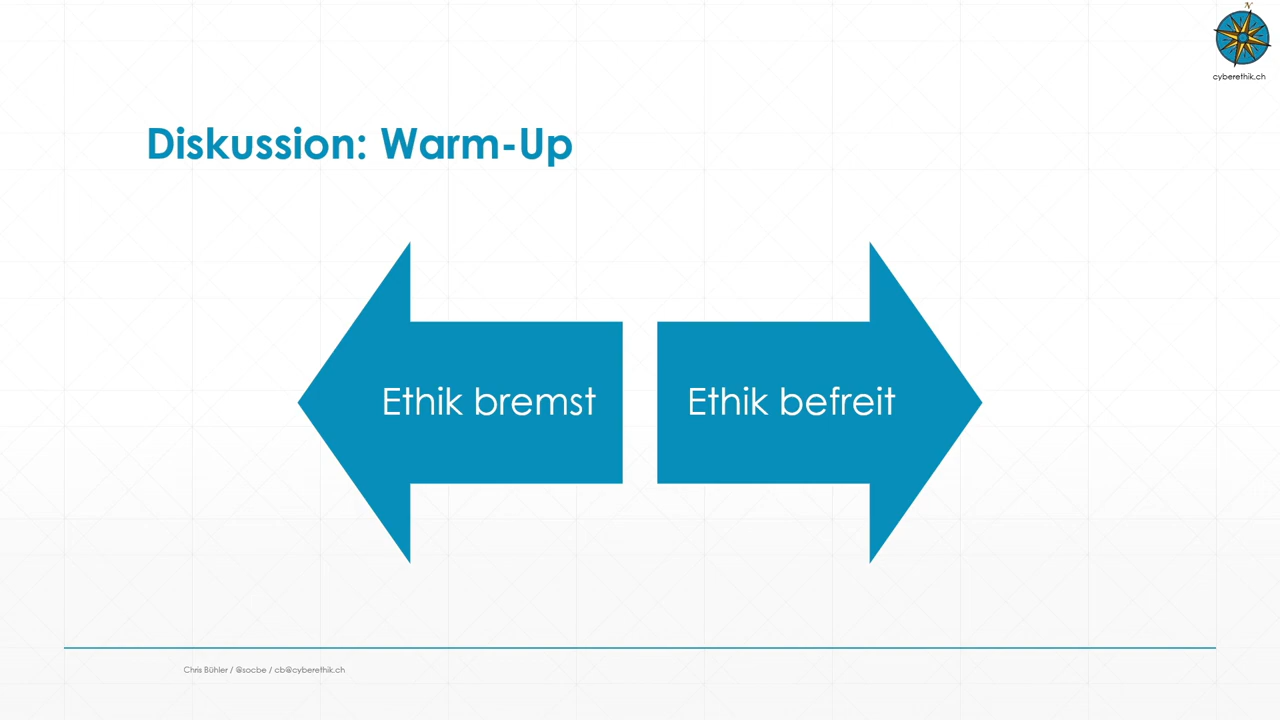 N
cyberethik.ch
Diskussion: Warm-Up
Ethik bremst
Ethik befreit
Chris Bühler / @socbe / cb@cyberethik.ch